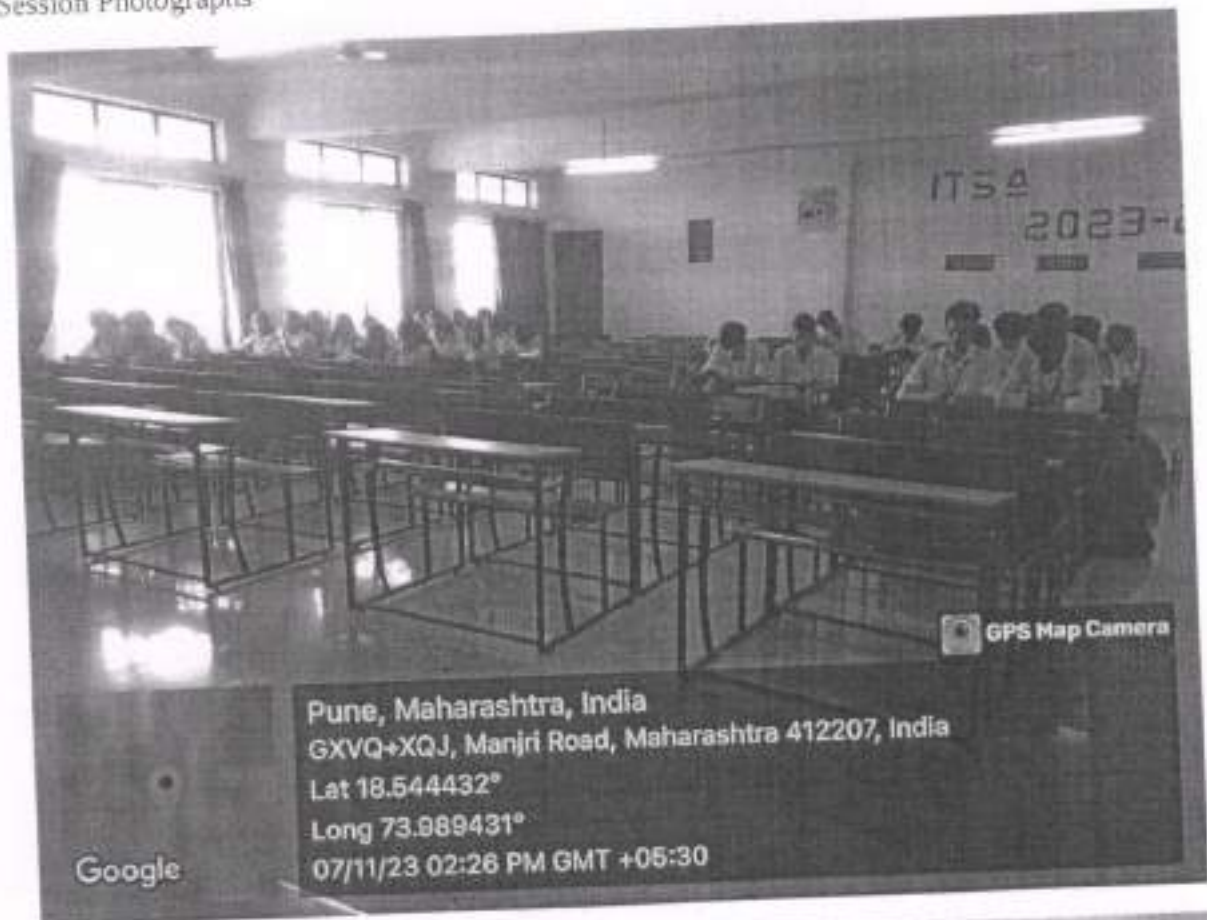 Session Photographs
ITSA
2023-
GPS Map Camera
Pune, Maharashtra, India
GXVQ+XQJ, Manjri Road, Maharashtra 412207, India
Lat 18.544432°
Long 73.989431°
07/11/23 02:26 PM GMT +05:30
Google